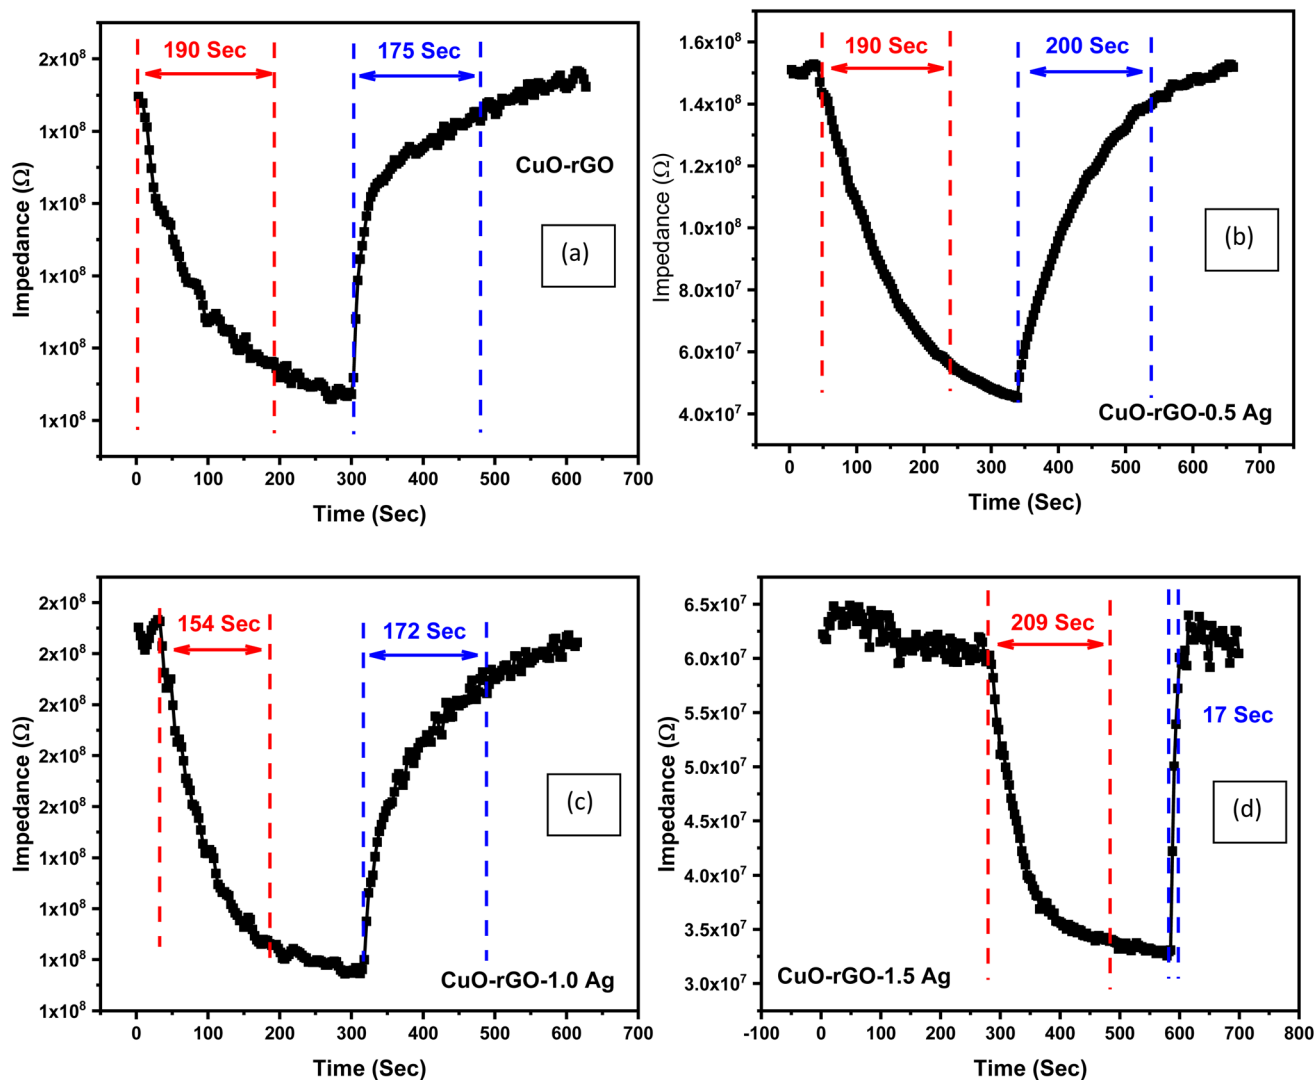 190 Sec
175 Sec
2x10⁸
1x10⁸
1x10⁸
1x10⁸
1x10⁸
1x10⁸
Impedance (Ω)
CuO-rGO
(a)
0 100 200 300 400 500 600 700
Time (Sec)
190 Sec
200 Sec
1.6x10⁸
1.4x10⁸
1.2x10⁸
1.0x10⁸
8.0x10⁷
6.0x10⁷
4.0x10⁷
Impedance (Ω)
(b)
CuO-rGO-0.5 Ag
0 100 200 300 400 500 600 700
Time (Sec)
154 Sec
172 Sec
2x10⁸
2x10⁸
2x10⁸
2x10⁸
2x10⁸
1x10⁸
1x10⁸
1x10⁸
1x10⁸
Impedance (Ω)
(c)
CuO-rGO-1.0 Ag
0 100 200 300 400 500 600 700
Time (Sec)
209 Sec
17 Sec
6.5x10⁷
6.0x10⁷
5.5x10⁷
5.0x10⁷
4.5x10⁷
4.0x10⁷
3.5x10⁷
3.0x10⁷
Impedance (Ω)
(d)
CuO-rGO-1.5 Ag
-100 0 100 200 300 400 500 600 700 800
Time (Sec)